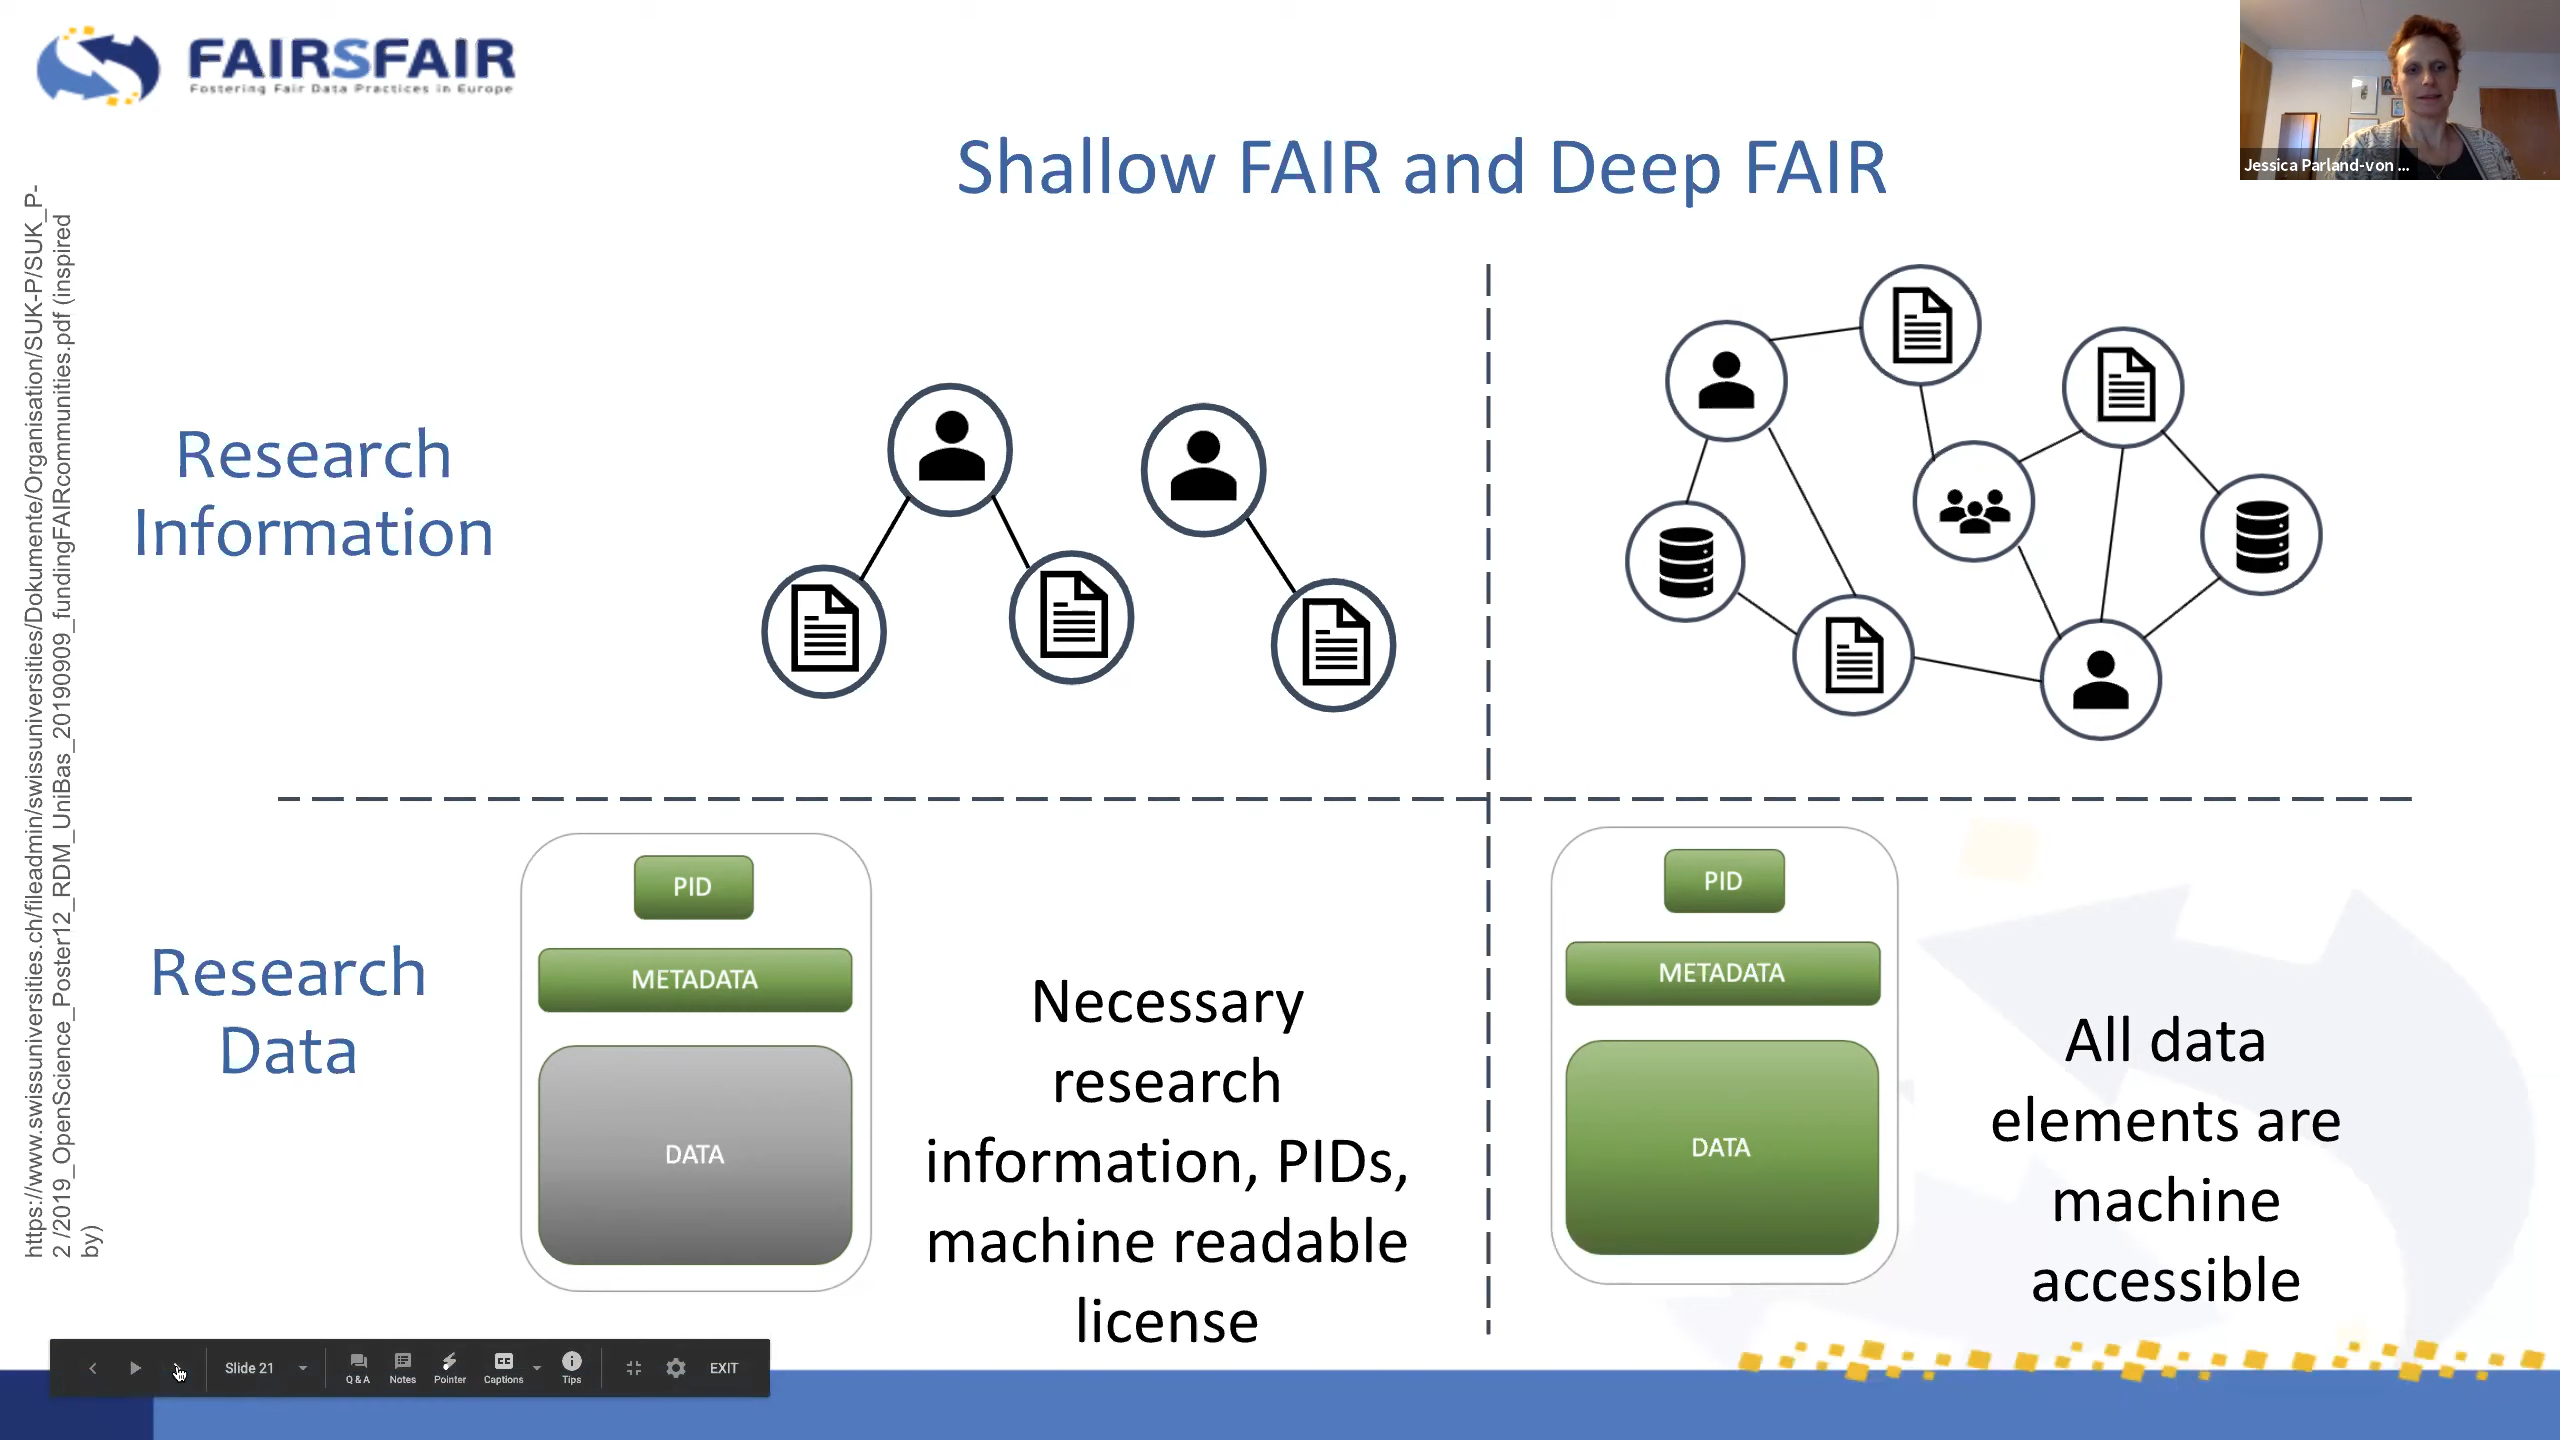 FAIRSFAIR
Fostering Fair Data Practices in Europe
Jessica Parland-von ...
Shallow FAIR and Deep FAIR
https://www.swissuniversities.ch/fileadmin/swissuniversities/Dokumente/Organisation/SUK-P/SUK_P-
2 /2019_OpenScience_Poster12_RDM_UniBas_20190909_fundingFAIRcommunities.pdf (inspired
by)
Research
Information
Research
Data
PID
METADATA
DATA
Necessary
research
information, PIDs,
machine readable
license
PID
METADATA
DATA
All data
elements are
machine
accessible
Slide 21
Q & A
Notes
Pointer
CC
Captions
Tips
EXIT